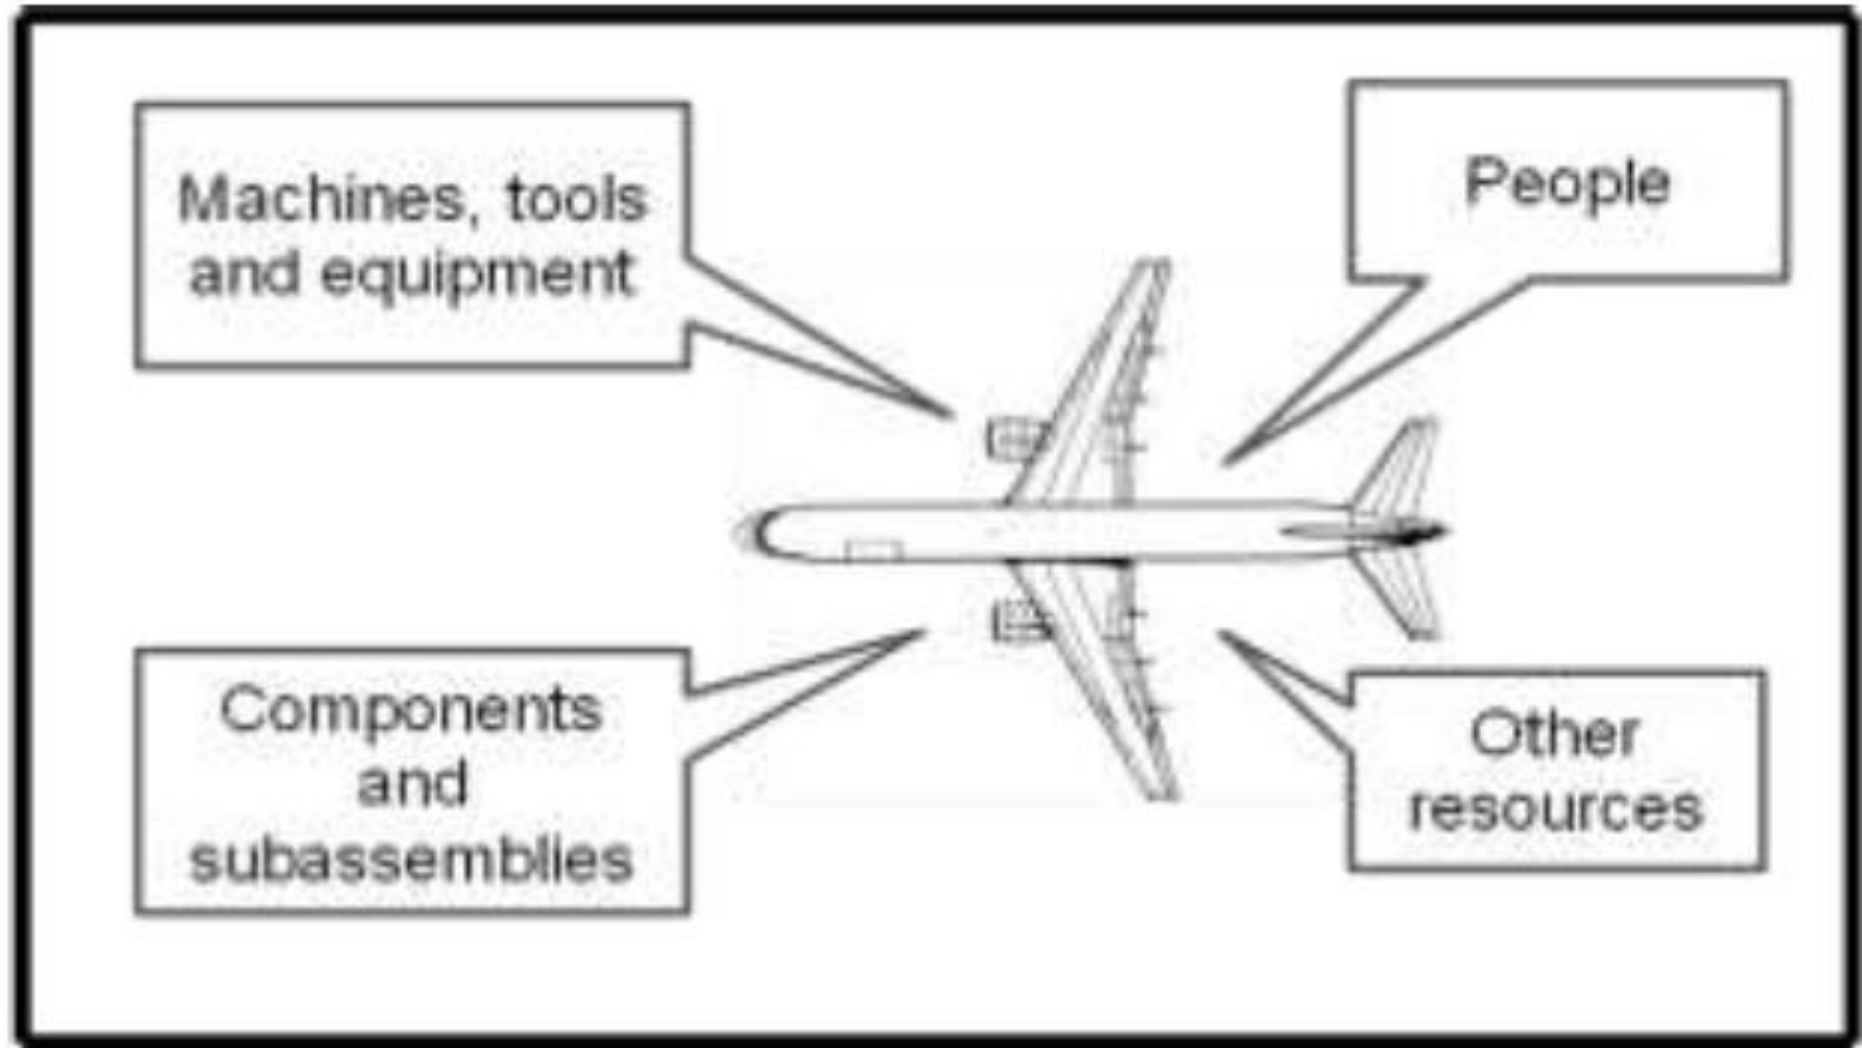 Machines, tools
and equipment
People
Components
and
subassemblies
Other
resources